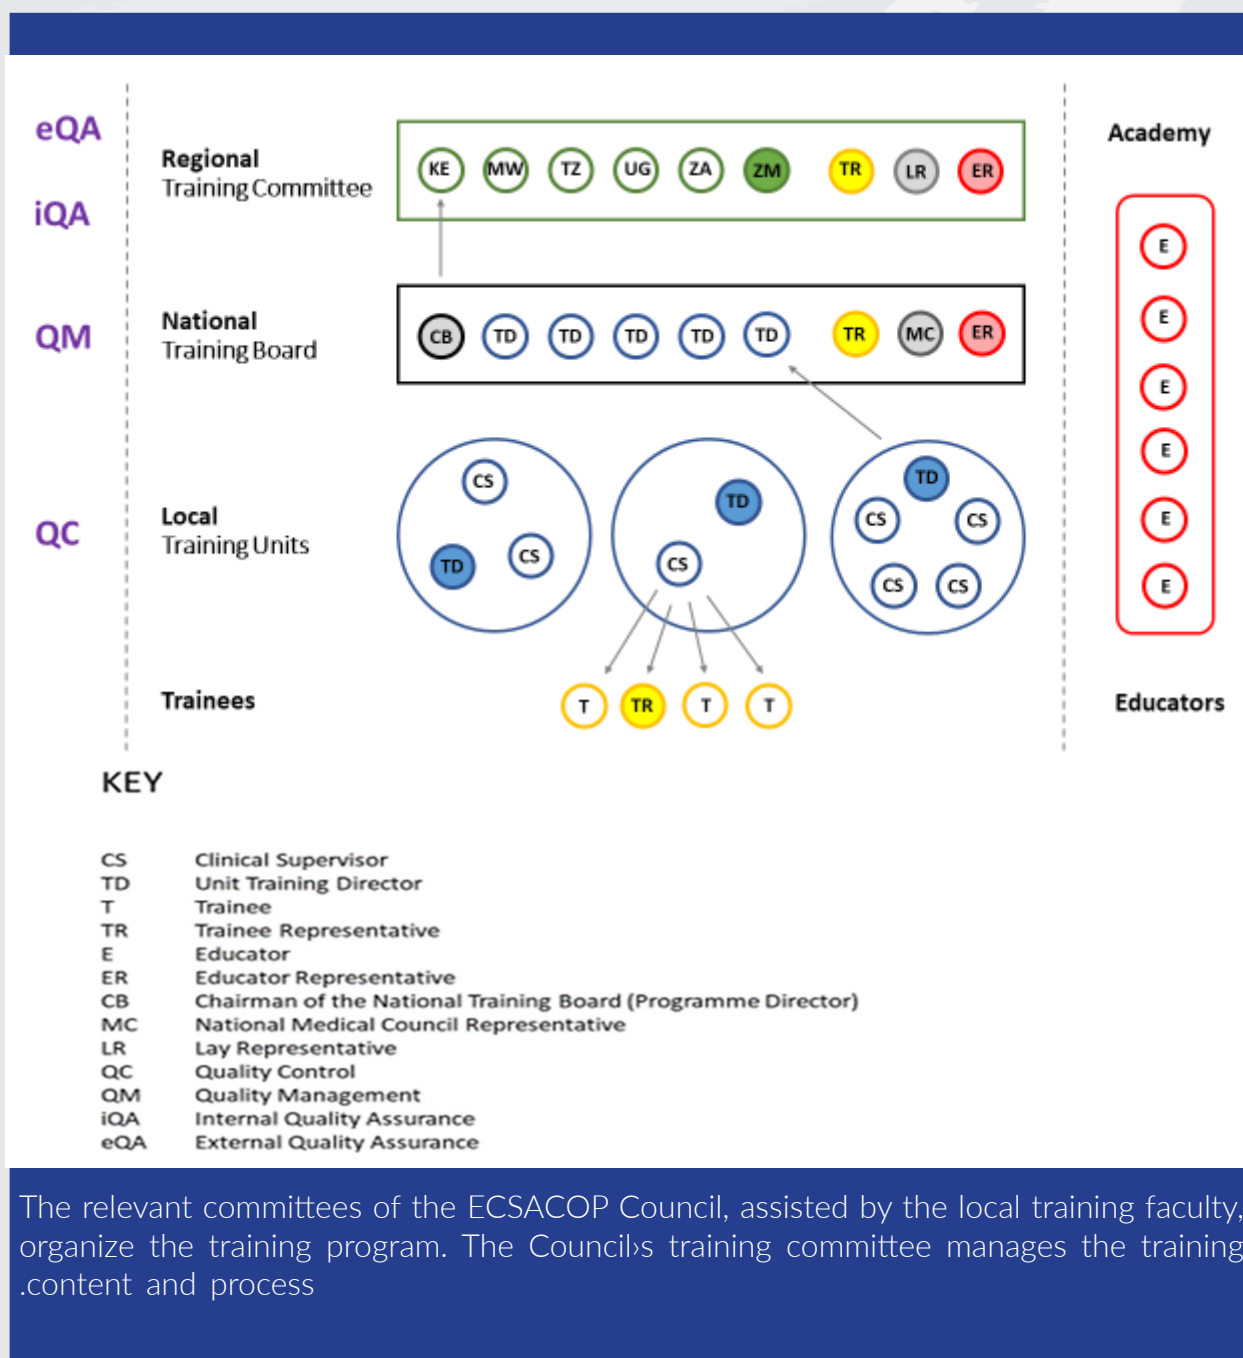 eQA
iQA
Regional
Training Committee
KE MW TZ UG ZA ZM TR LR ER
Academy
QM
National
Training Board
CB TD TD TD TD TD TR MC ER
QC
Local
Training Units
CS
TD
CS
TD
CS
TD
CS
CS
CS
CS
E
E
E
E
E
E
Trainees
T TR T T
Educators
KEY
CS Clinical Supervisor
TD Unit Training Director
T Trainee
TR Trainee Representative
E Educator
ER Educator Representative
CB Chairman of the National Training Board (Programme Director)
MC National Medical Council Representative
LR Lay Representative
QC Quality Control
QM Quality Management
iQA Internal Quality Assurance
eQA External Quality Assurance
The relevant committees of the ECSACOP Council, assisted by the local training faculty,
organize the training program. The Council›s training committee manages the training
.content and process